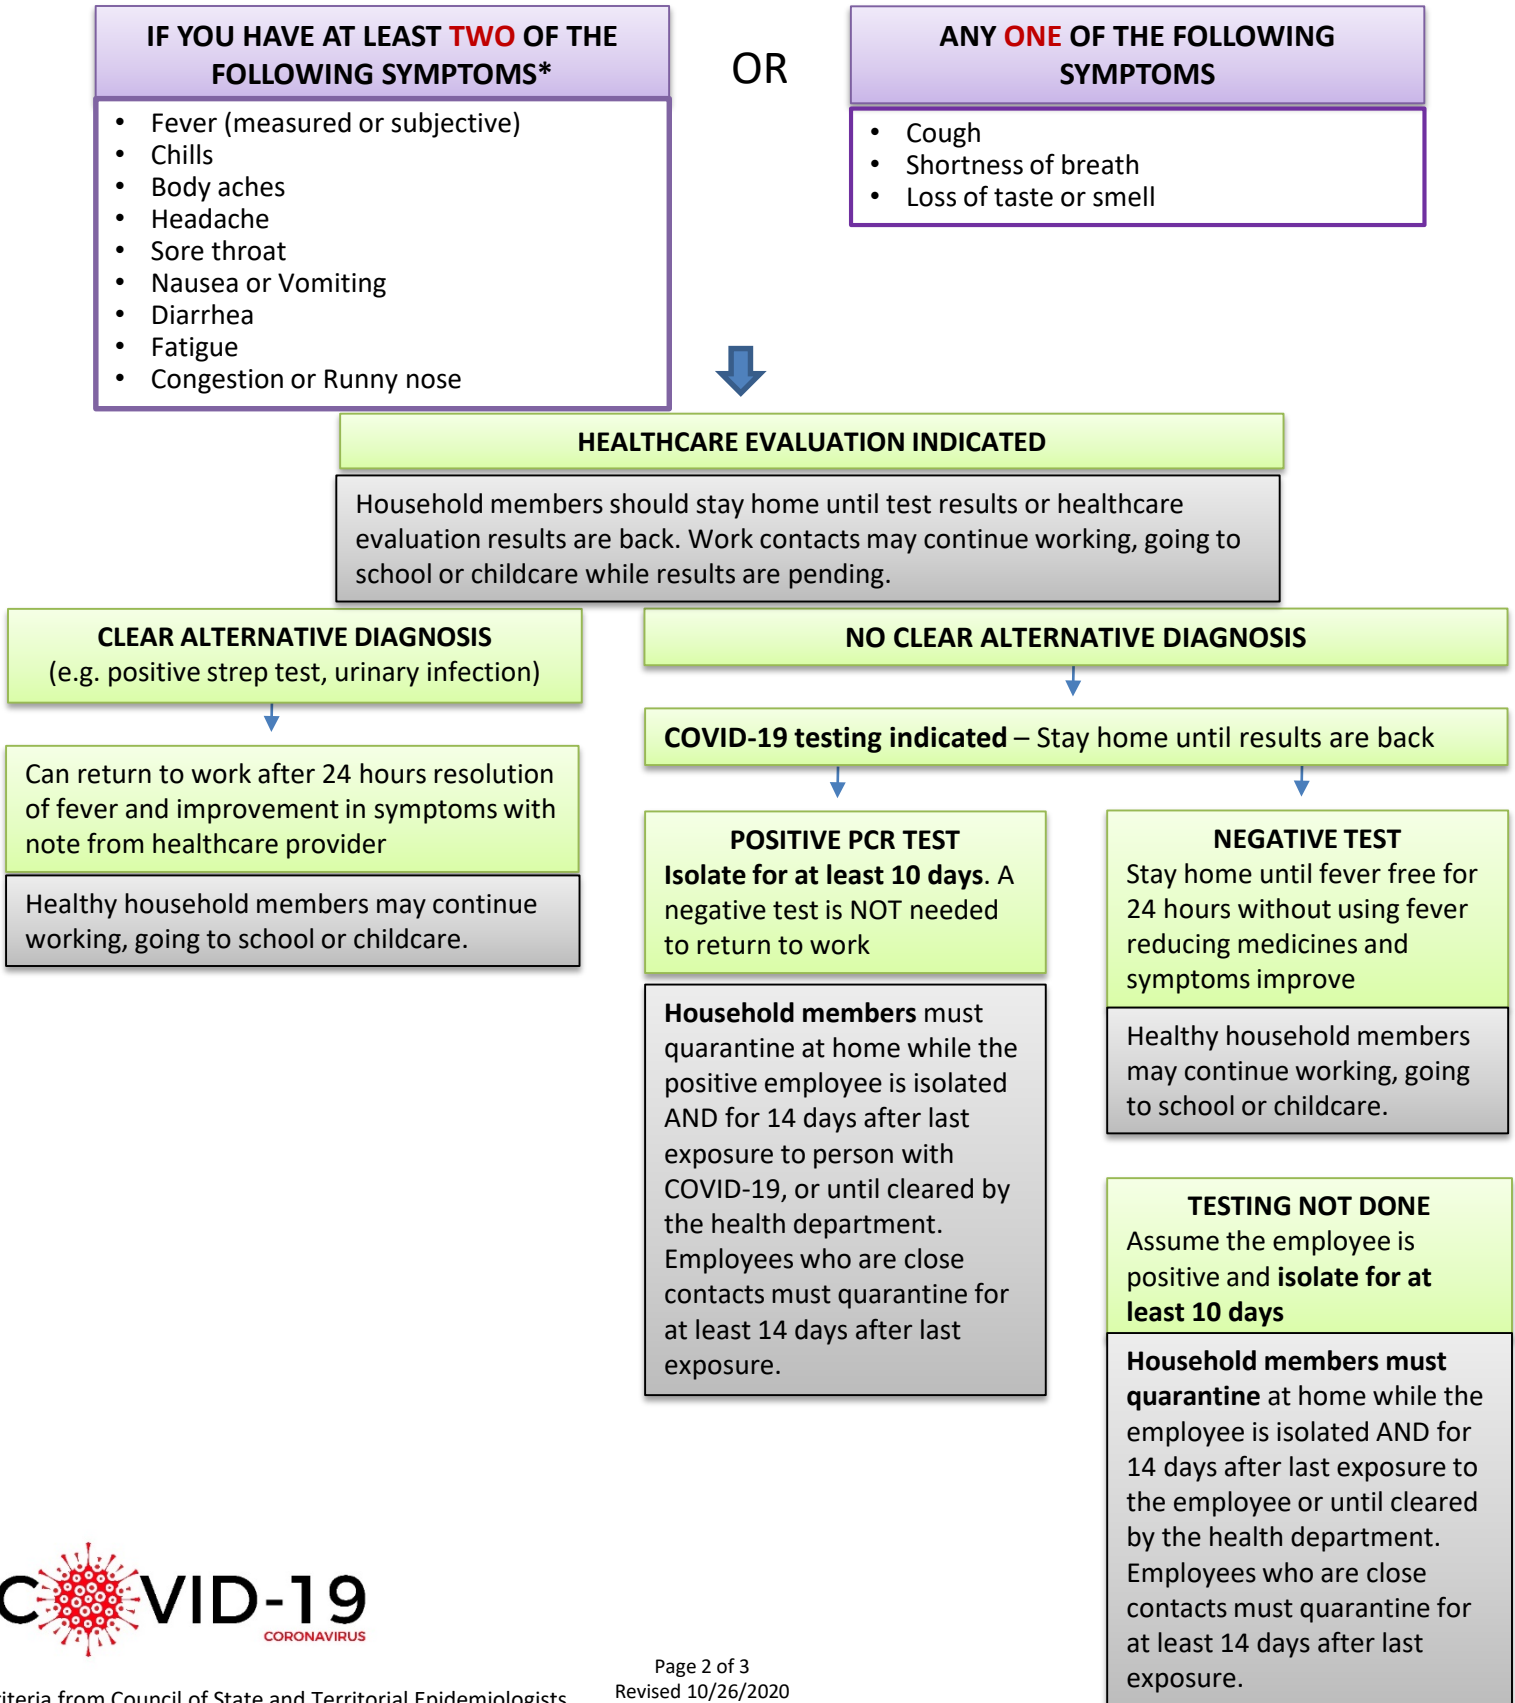 IF YOU HAVE AT LEAST TWO OF THE
FOLLOWING SYMPTOMS*
• Fever (measured or subjective)
• Chills
• Body aches
• Headache
• Sore throat
• Nausea or Vomiting
• Diarrhea
• Fatigue
• Congestion or Runny nose
OR
ANY ONE OF THE FOLLOWING
SYMPTOMS
• Cough
• Shortness of breath
• Loss of taste or smell
HEALTHCARE EVALUATION INDICATED
Household members should stay home until test results or healthcare
evaluation results are back. Work contacts may continue working, going to
school or childcare while results are pending.
CLEAR ALTERNATIVE DIAGNOSIS
(e.g. positive strep test, urinary infection)
Can return to work after 24 hours resolution
of fever and improvement in symptoms with
note from healthcare provider
Healthy household members may continue
working, going to school or childcare.
NO CLEAR ALTERNATIVE DIAGNOSIS
COVID-19 testing indicated – Stay home until results are back
POSITIVE PCR TEST
Isolate for at least 10 days. A
negative test is NOT needed
to return to work
Household members must
quarantine at home while the
positive employee is isolated
AND for 14 days after last
exposure to person with
COVID-19, or until cleared by
the health department.
Employees who are close
contacts must quarantine for
at least 14 days after last
exposure.
NEGATIVE TEST
Stay home until fever free for
24 hours without using fever
reducing medicines and
symptoms improve
Healthy household members
may continue working, going
to school or childcare.
TESTING NOT DONE
Assume the employee is
positive and isolate for at
least 10 days
Household members must
quarantine at home while the
employee is isolated AND for
14 days after last exposure to
the employee or until cleared
by the health department.
Employees who are close
contacts must quarantine for
at least 14 days after last
exposure.
COVID-19
CORONAVIRUS
Page 2 of 3
Revised 10/26/2020
from Council of State and Territorial Epidemiologists